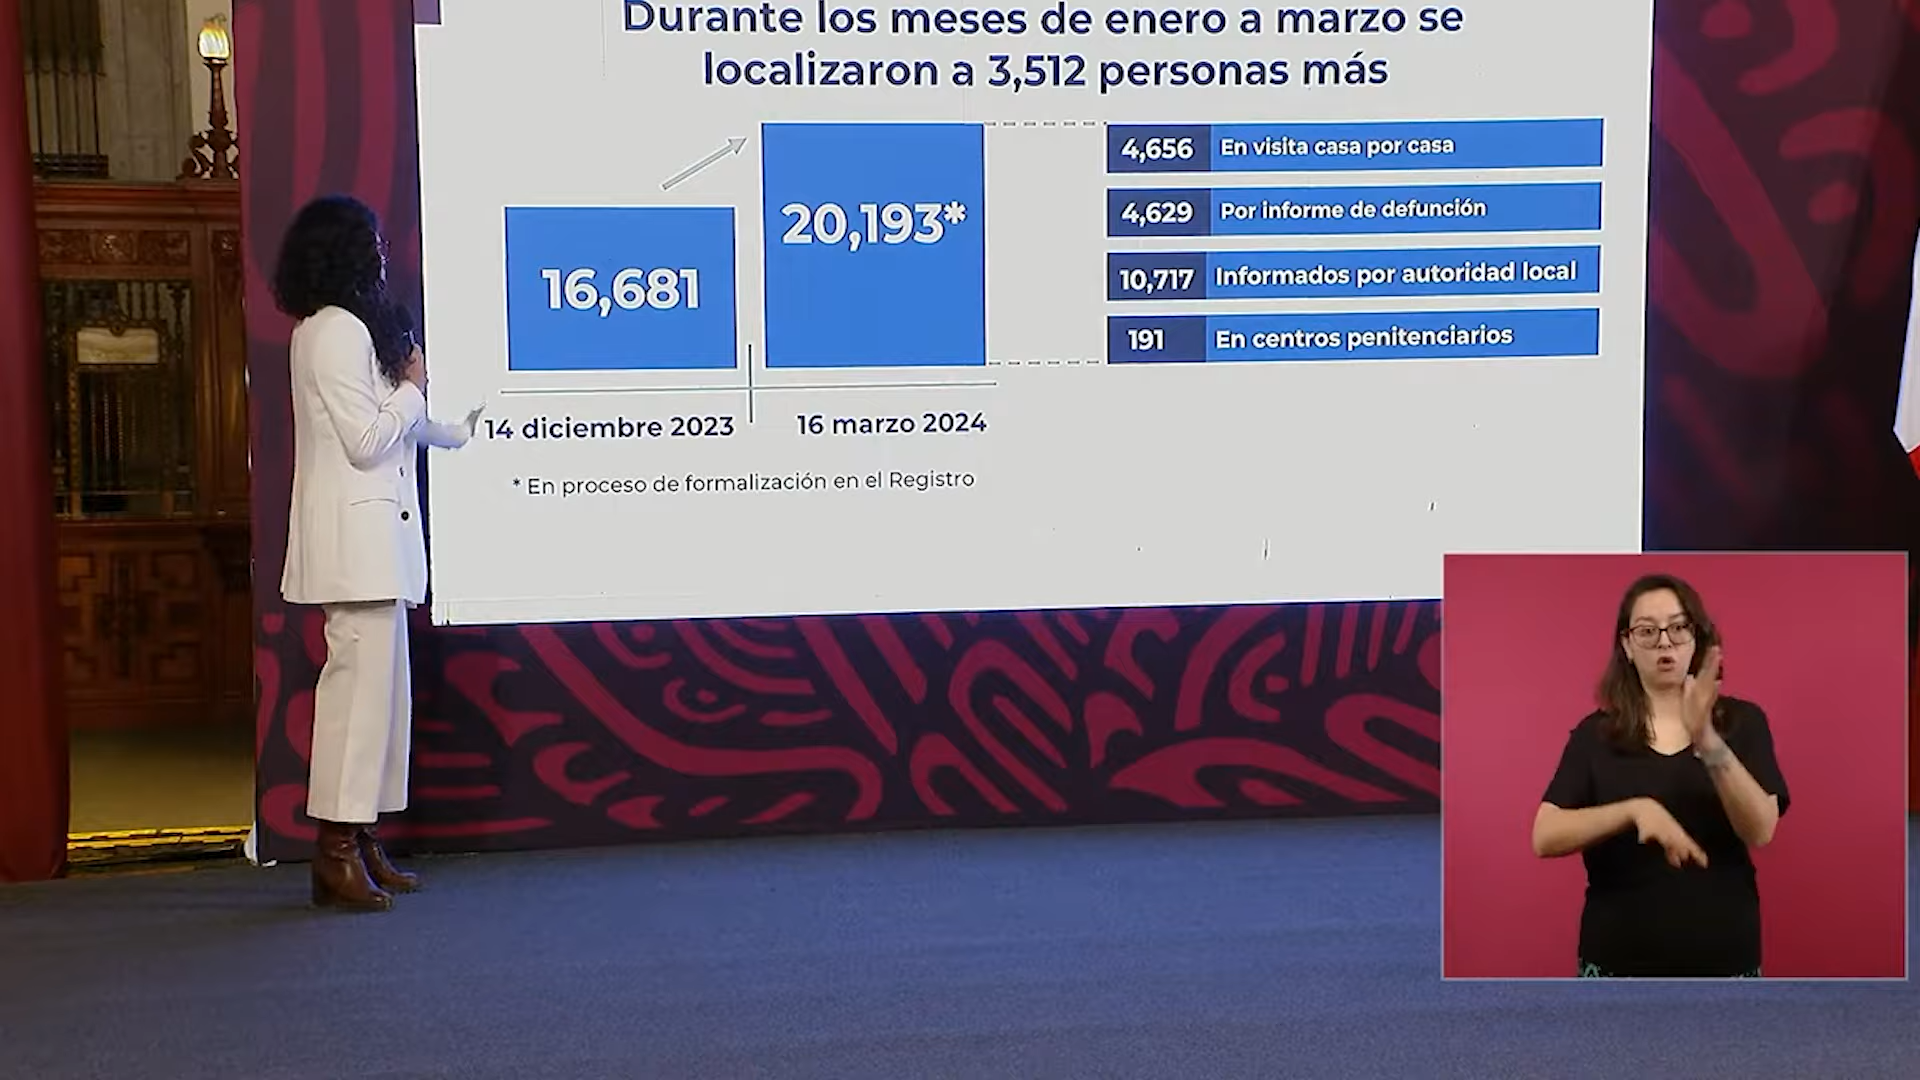 Durante los meses de enero a marzo se
localizaron a 3,512 personas más
16,681
20,193*
4,656 En visita casa por casa
4,629 Por informe de defunción
10,717 Informados por autoridad local
191 En centros penitenciarios
14 diciembre 2023
16 marzo 2024
* En proceso de formalización en el Registro